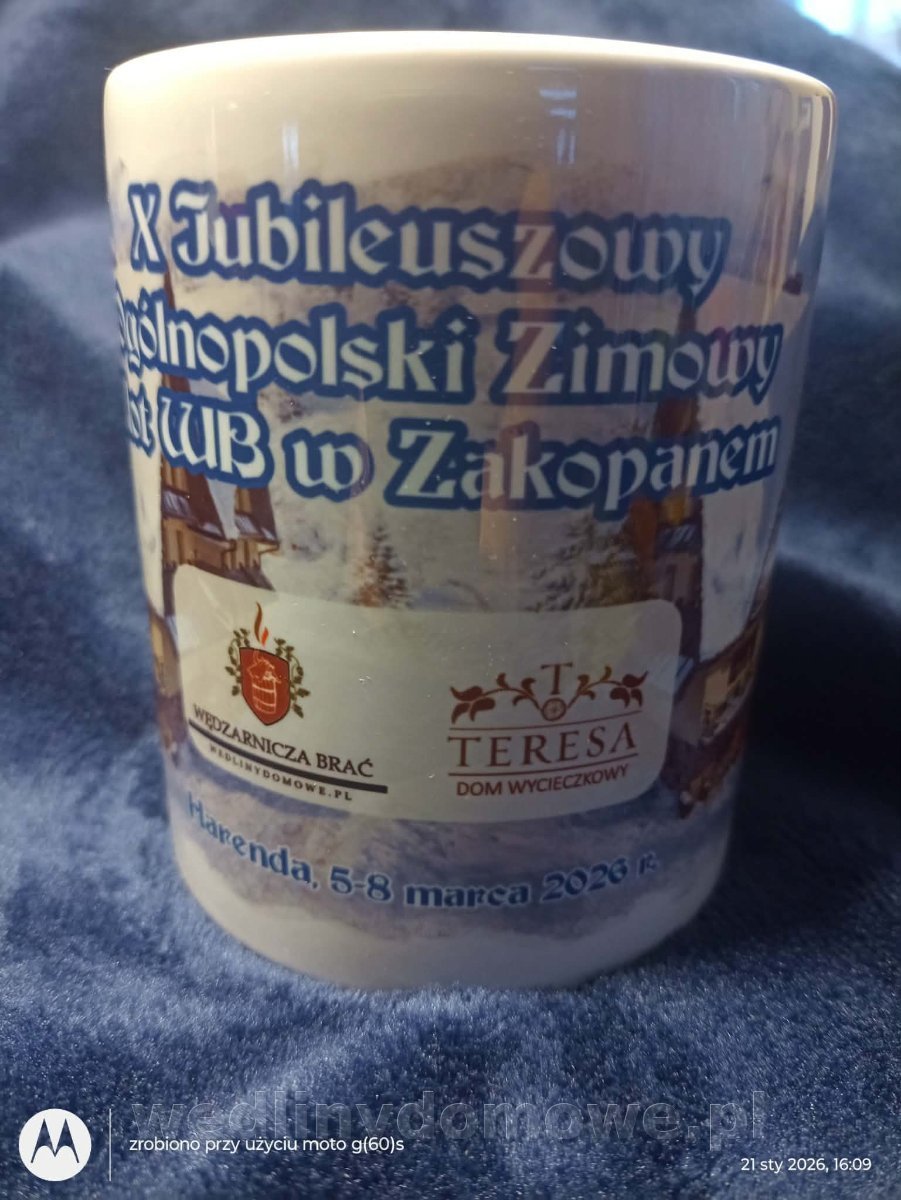 X Jubileuszowy
Ogólnopolski Zimowy
lot WB w Zakopanem
WĘDZARNICZA BRAĆ
WEDLINYDOMOWE.PL
T
TERESA
DOM WYCIECZKOWY
Harenda, 5-8 marca 2026 r.
wedlinydomowe.pl
zrobiono przy użyciu moto g(60)s
21 sty 2026, 16:09